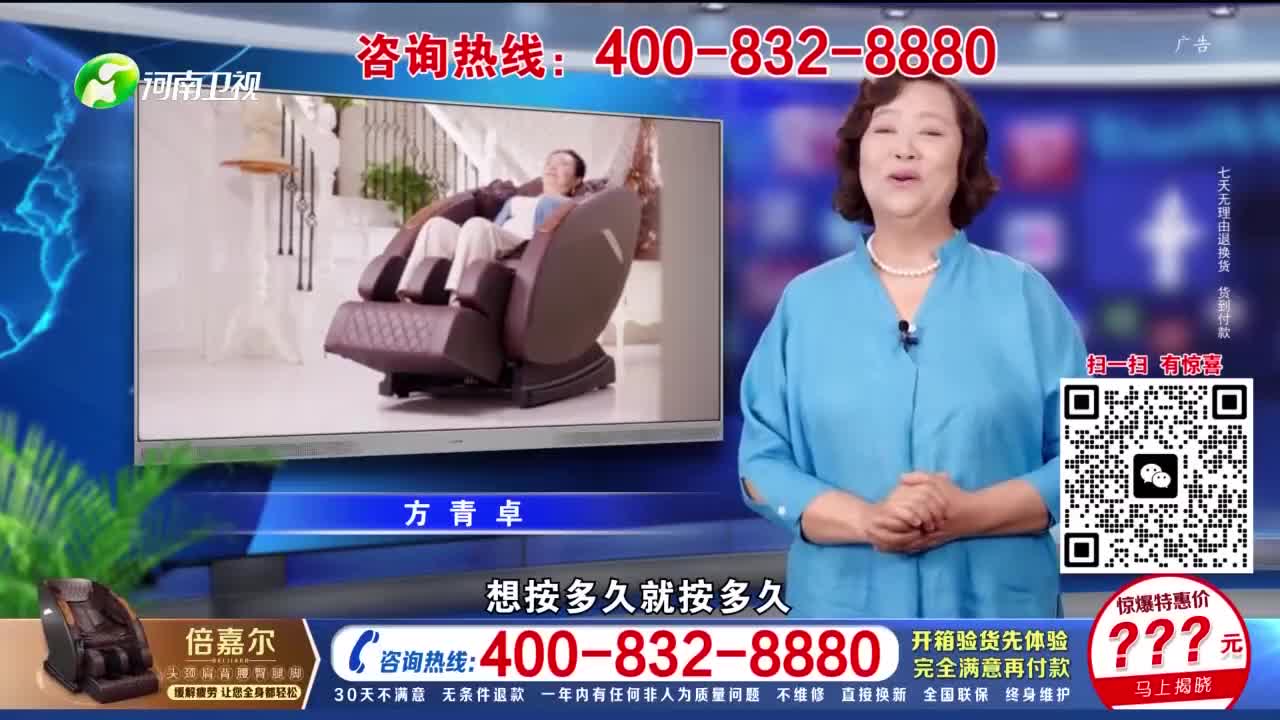 咨询热线：400-832-8880
广告
河南卫视
七天无理由退换货 货到付款
扫一扫 有惊喜
方青卓
想按多久就按多久
倍嘉尔
BEIJIAER
头颈肩背腰臀腿脚
缓解疲劳 让您全身都轻松
咨询热线:400-832-8880
开箱验货先体验
完全满意再付款
30天不满意 无条件退款 一年内有任何非人为质量问题 不维修 直接换新 全国联保 终身维护
惊爆特惠价
???元
马上揭晓